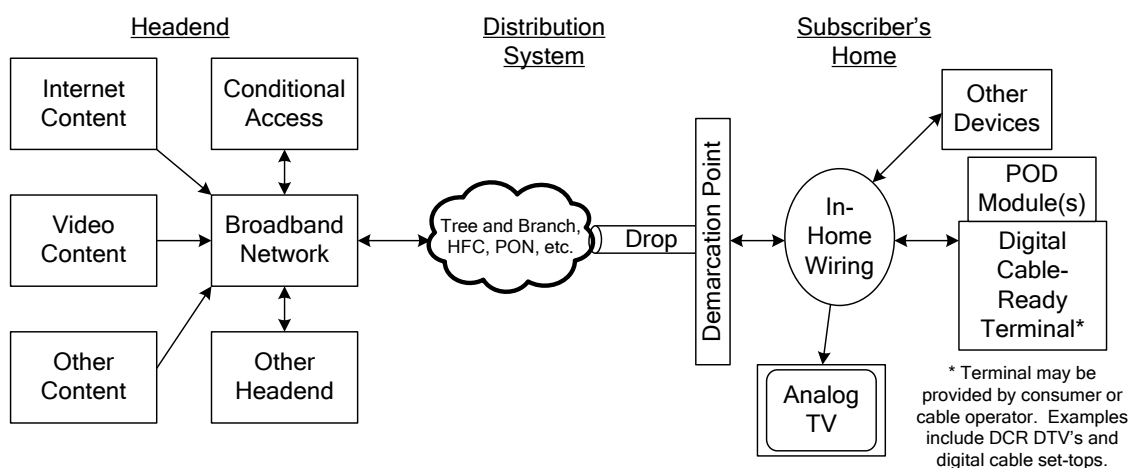 Headend
Distribution
System
Subscriber's
Home
Internet
Content
Conditional
Access
Other
Devices
POD
Module(s)
Video
Content
Broadband
Network
Tree and Branch,
HFC, PON, etc.
Drop
Demarcation Point
In-
Home
Wiring
Digital
Cable-
Ready
Terminal*
Other
Content
Other
Headend
Analog
TV
* Terminal may be
provided by consumer or
cable operator. Examples
include DCR DTV's and
digital cable set-tops.